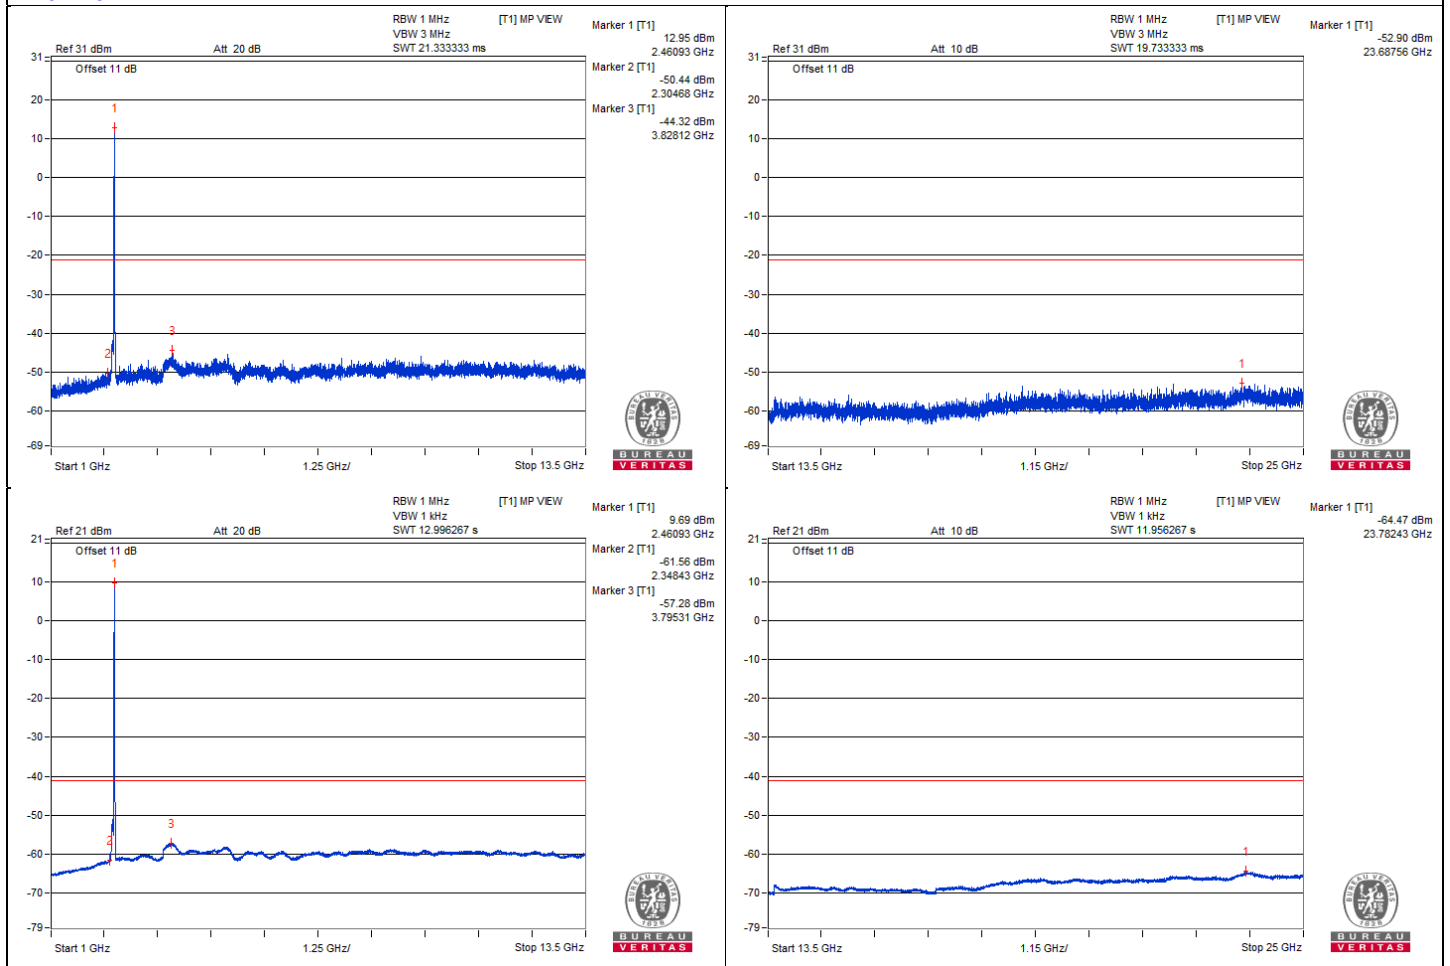 RBW 1 MHz [T1] MP VIEW
VBW 3 MHz
Ref 31 dBm Att 20 dB SWT 21.333333 ms
Marker 1 [T1]
12.95 dBm
2.46093 GHz
Marker 2 [T1]
-50.44 dBm
2.30468 GHz
Marker 3 [T1]
-44.32 dBm
3.82812 GHz
Offset 11 dB
31
20
10
0
-10
-20
-30
-40
-50
-60
-69
1
2
3
Start 1 GHz 1.25 GHz/ Stop 13.5 GHz
BUREAU VERITAS
1828
BUREAU
VERITAS
RBW 1 MHz [T1] MP VIEW
VBW 3 MHz
Ref 31 dBm Att 10 dB SWT 19.733333 ms
Marker 1 [T1]
-52.90 dBm
23.68756 GHz
Offset 11 dB
31
20
10
0
-10
-20
-30
-40
-50
-60
-69
1
Start 13.5 GHz 1.15 GHz/ Stop 25 GHz
BUREAU VERITAS
1828
BUREAU
VERITAS
RBW 1 MHz [T1] MP VIEW
VBW 1 kHz
Ref 21 dBm Att 20 dB SWT 12.996267 s
Marker 1 [T1]
9.69 dBm
2.46093 GHz
Marker 2 [T1]
-61.56 dBm
2.34843 GHz
Marker 3 [T1]
-57.28 dBm
3.79531 GHz
Offset 11 dB
21
10
0
-10
-20
-30
-40
-50
-60
-70
-79
1
2
3
Start 1 GHz 1.25 GHz/ Stop 13.5 GHz
BUREAU VERITAS
1828
BUREAU
VERITAS
RBW 1 MHz [T1] MP VIEW
VBW 1 kHz
Ref 21 dBm Att 10 dB SWT 11.956267 s
Marker 1 [T1]
-64.47 dBm
23.78243 GHz
Offset 11 dB
21
10
0
-10
-20
-30
-40
-50
-60
-70
-79
1
Start 13.5 GHz 1.15 GHz/ Stop 25 GHz
BUREAU VERITAS
1828
BUREAU
VERITAS